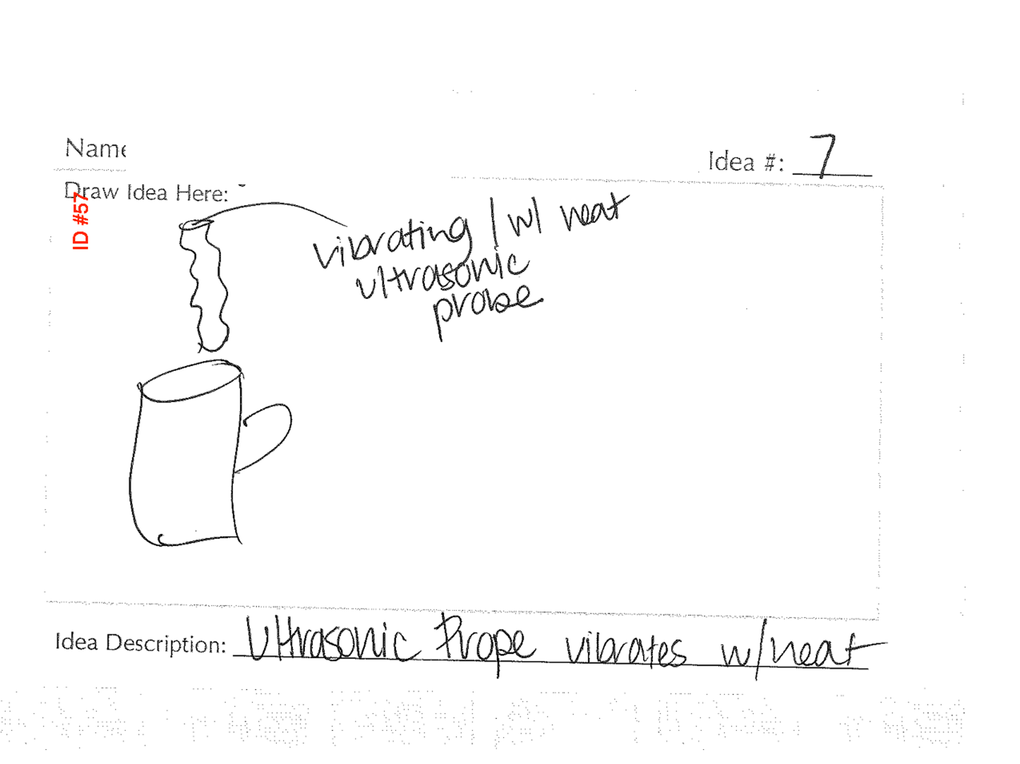 Name
Idea #: 7
Draw Idea Here:
ID #57
vibrating / w/ heat
ultrasonic
probe
Idea Description: Ultrasonic Prope vibrates w/heat